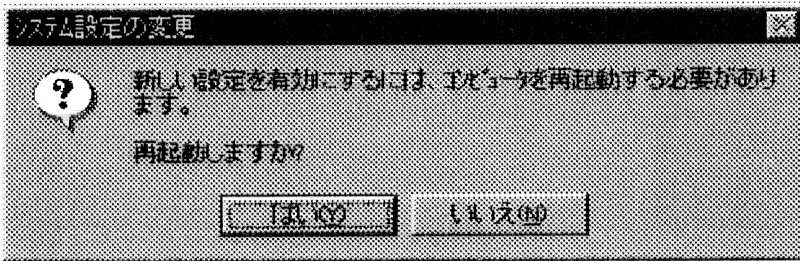 システム設定の変更
新しい設定を有効にするには、コンピュータを再起動する必要があり
ます。
再起動しますか?
はい(Y)
いいえ(N)